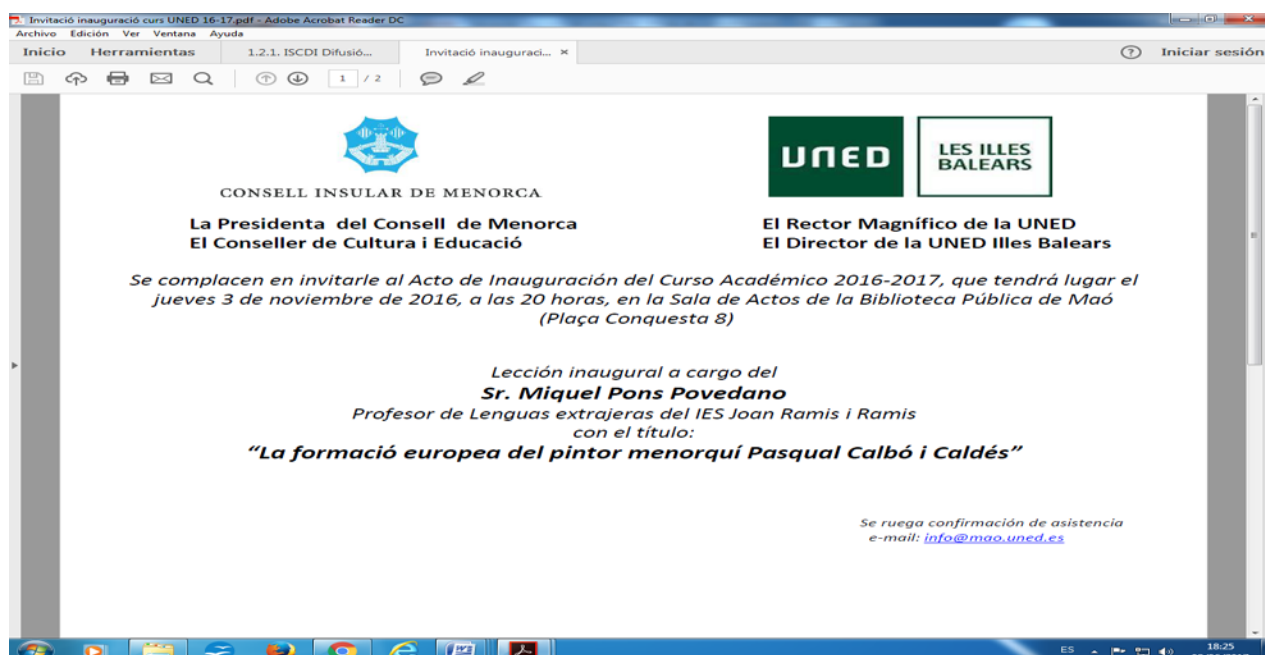 Invitació inauguració curs UNED 16-17.pdf - Adobe Acrobat Reader DC
Archivo Edición Ver Ventana Ayuda
Inicio Herramientas 1.2.1. ISCDI Difusió... Invitació inauguraci... × Iniciar sesión
1 / 2
CONSELL INSULAR DE MENORCA
UNED
LES ILLES
BALEARS
La Presidenta del Consell de Menorca
El Conseller de Cultura i Educació
El Rector Magnífico de la UNED
El Director de la UNED Illes Balears
Se complacen en invitarle al Acto de Inauguración del Curso Académico 2016-2017, que tendrá lugar el
jueves 3 de noviembre de 2016, a las 20 horas, en la Sala de Actos de la Biblioteca Pública de Maó
(Plaça Conquesta 8)
Lección inaugural a cargo del
Sr. Miquel Pons Povedano
Profesor de Lenguas extrajeras del IES Joan Ramis i Ramis
con el título:
“La formació europea del pintor menorquí Pasqual Calbó i Caldés”
Se ruega confirmación de asistencia
e-mail: info@mao.uned.es
ES 18:25